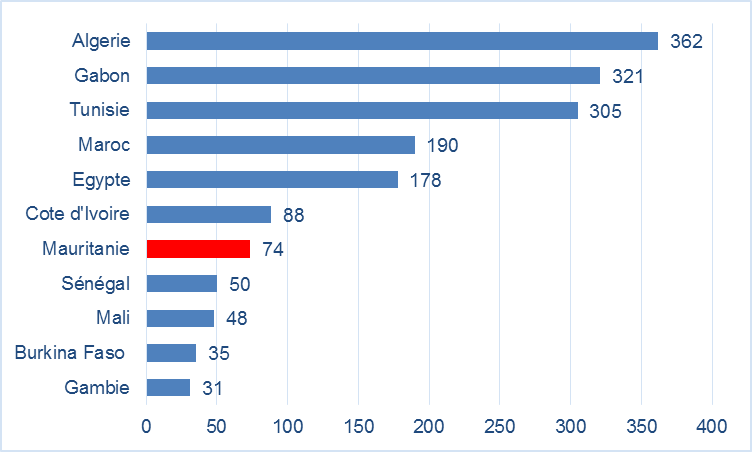 Algerie 362
Gabon 321
Tunisie 305
Maroc 190
Egypte 178
Cote d'Ivoire 88
Mauritanie 74
Sénégal 50
Mali 48
Burkina Faso 35
Gambie 31
0 50 100 150 200 250 300 350 400